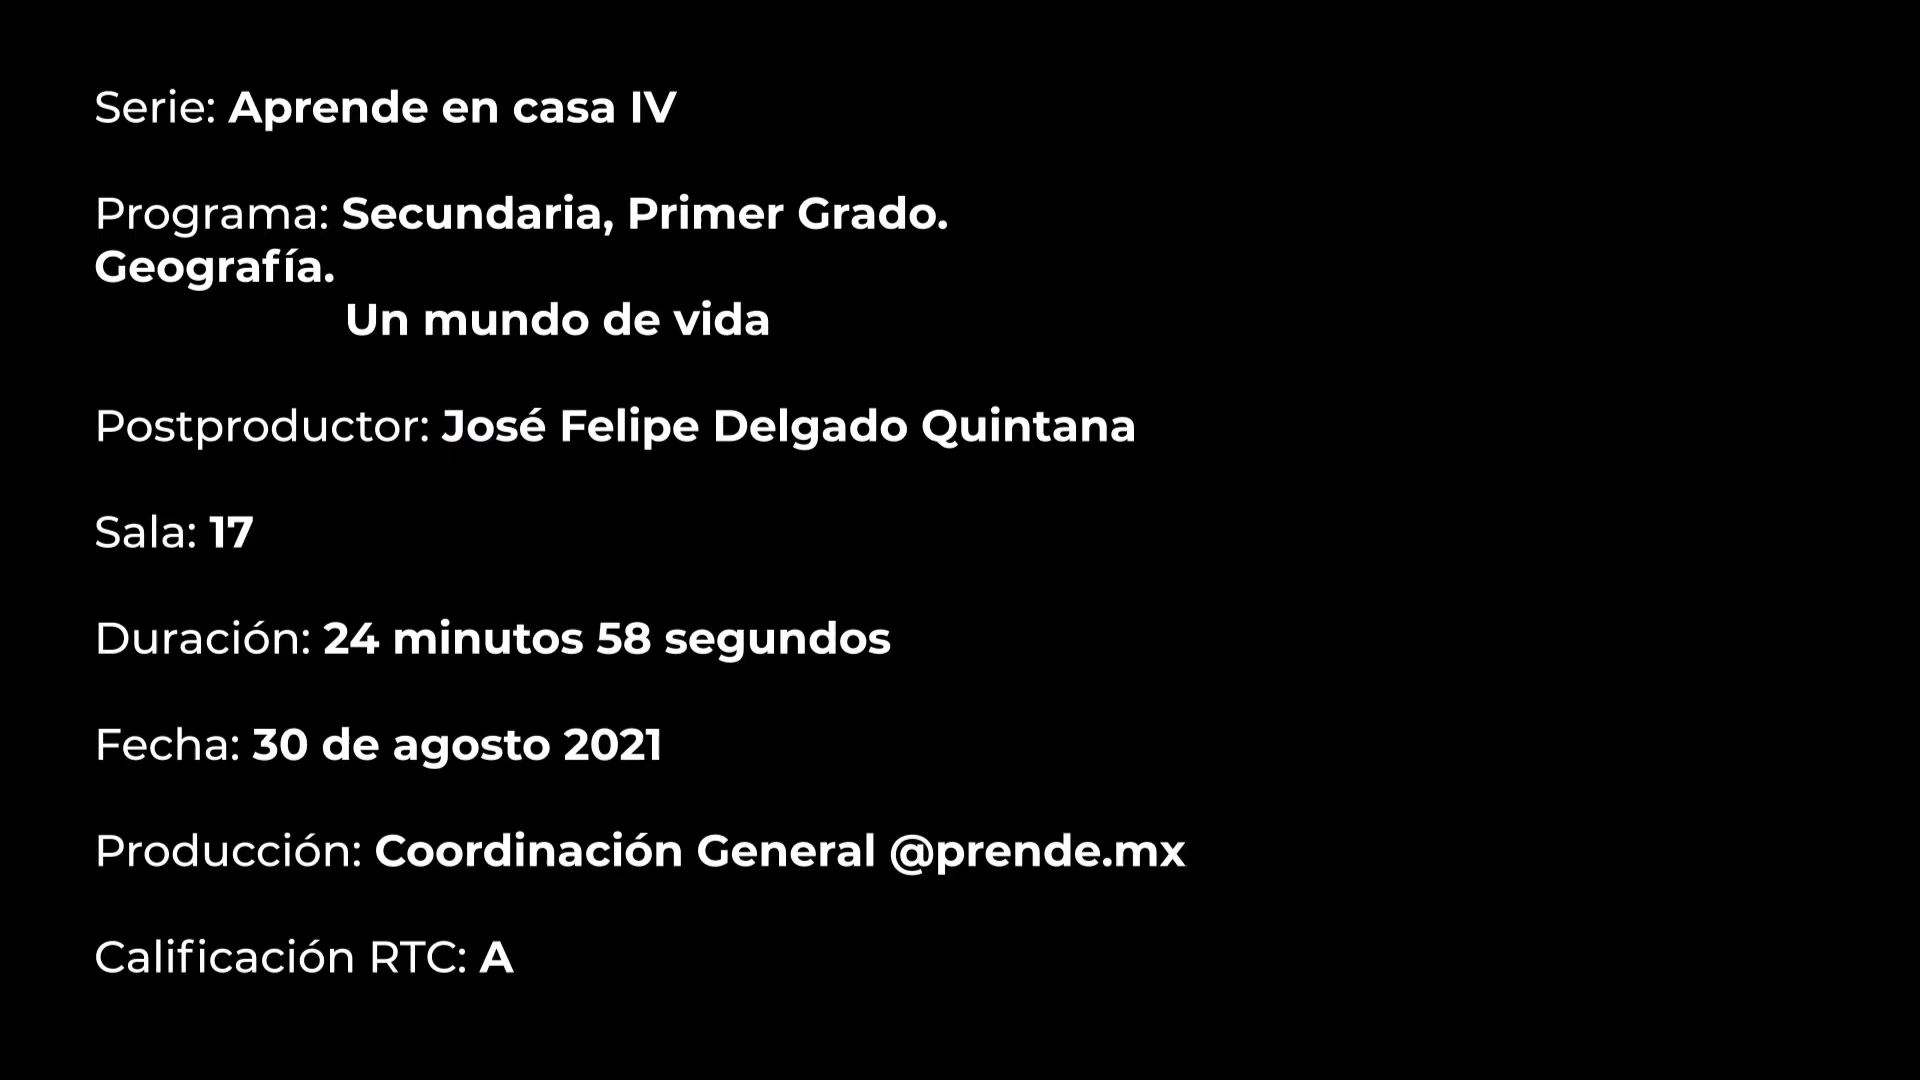 Serie: Aprende en casa IV
Programa: Secundaria, Primer Grado.
Geografía.
Un mundo de vida
Postproductor: José Felipe Delgado Quintana
Sala: 17
Duración: 24 minutos 58 segundos
Fecha: 30 de agosto 2021
Producción: Coordinación General @prende.mx
Calificación RTC: A